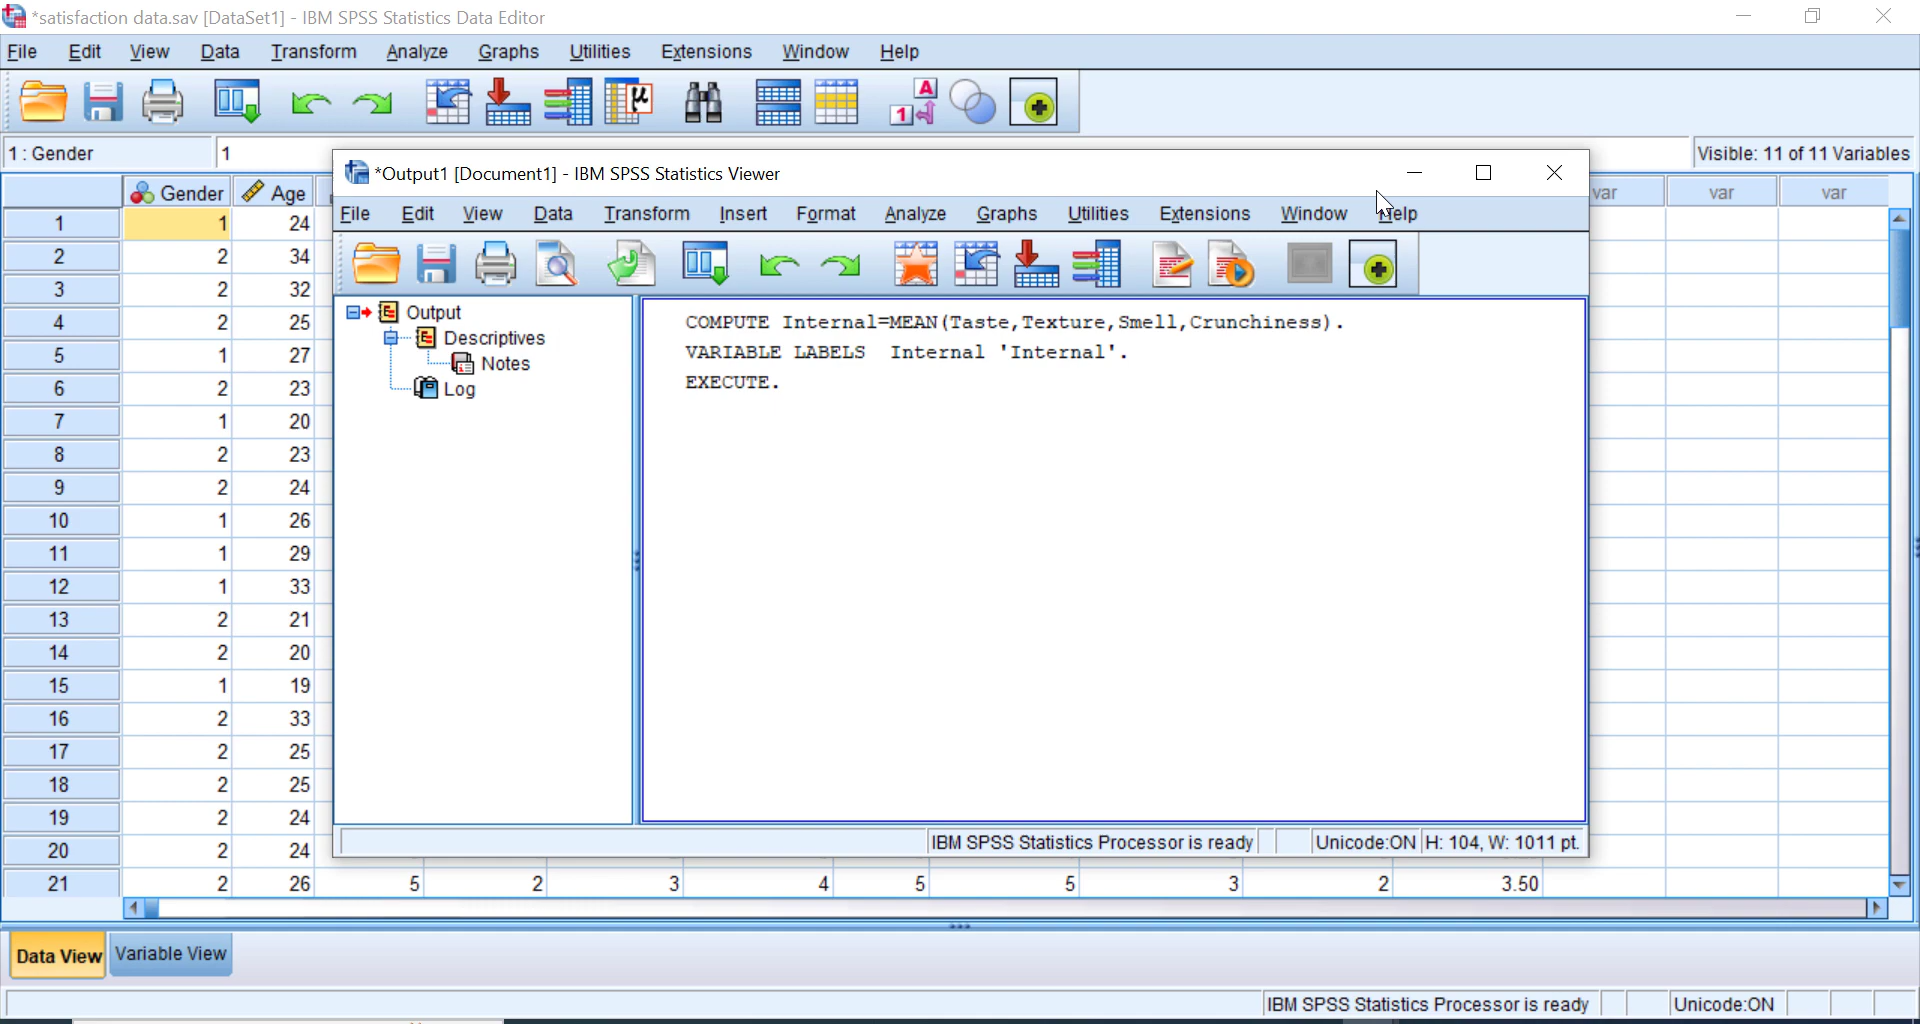 *satisfaction data.sav [DataSet1] - IBM SPSS Statistics Data Editor
File Edit View Data Transform Analyze Graphs Utilities Extensions Window Help
1 : Gender 1 Visible: 11 of 11 Variables
Gender Age var var var
1 1 24
2 2 34
3 2 32
4 2 25
5 1 27
6 2 23
7 1 20
8 2 23
9 2 24
10 1 26
11 1 29
12 1 33
13 2 21
14 2 20
15 1 19
16 2 33
17 2 25
18 2 25
19 2 24
20 2 24
21 2 26 5 2 3 4 5 5 3 2 3.50
*Output1 [Document1] - IBM SPSS Statistics Viewer
File Edit View Data Transform Insert Format Analyze Graphs Utilities Extensions Window Help
Output
Descriptives
Notes
Log
COMPUTE Internal=MEAN(Taste,Texture,Smell,Crunchiness).
VARIABLE LABELS Internal 'Internal'.
EXECUTE.
IBM SPSS Statistics Processor is ready Unicode:ON H: 104, W: 1011 pt.
Data View Variable View
IBM SPSS Statistics Processor is ready Unicode:ON